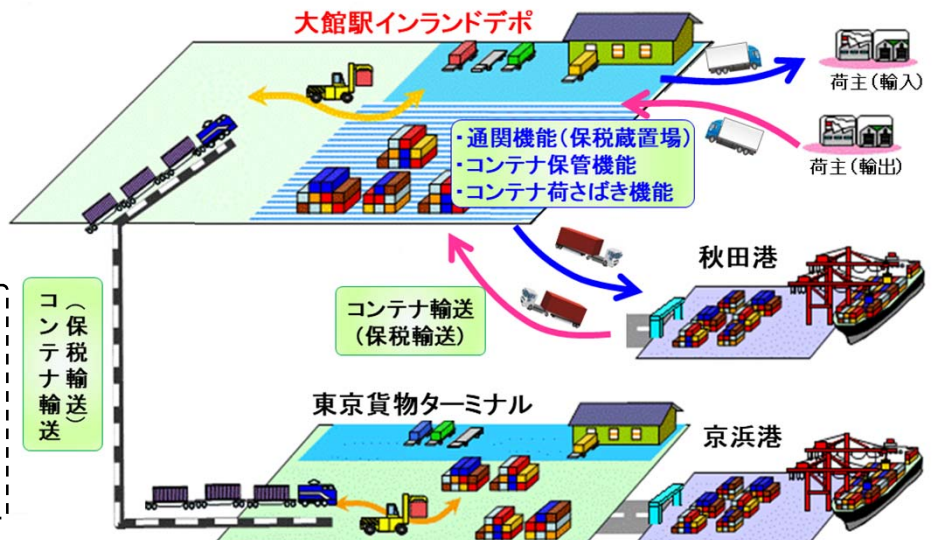 大館駅インランドデポ
荷主(輸入)
・通関機能(保税蔵置場)
・コンテナ保管機能
・コンテナ荷さばき機能
荷主(輸出)
秋田港
コンテナ輸送
(保税輸送)
(保税輸送)
コンテナ輸送
東京貨物ターミナル
京浜港